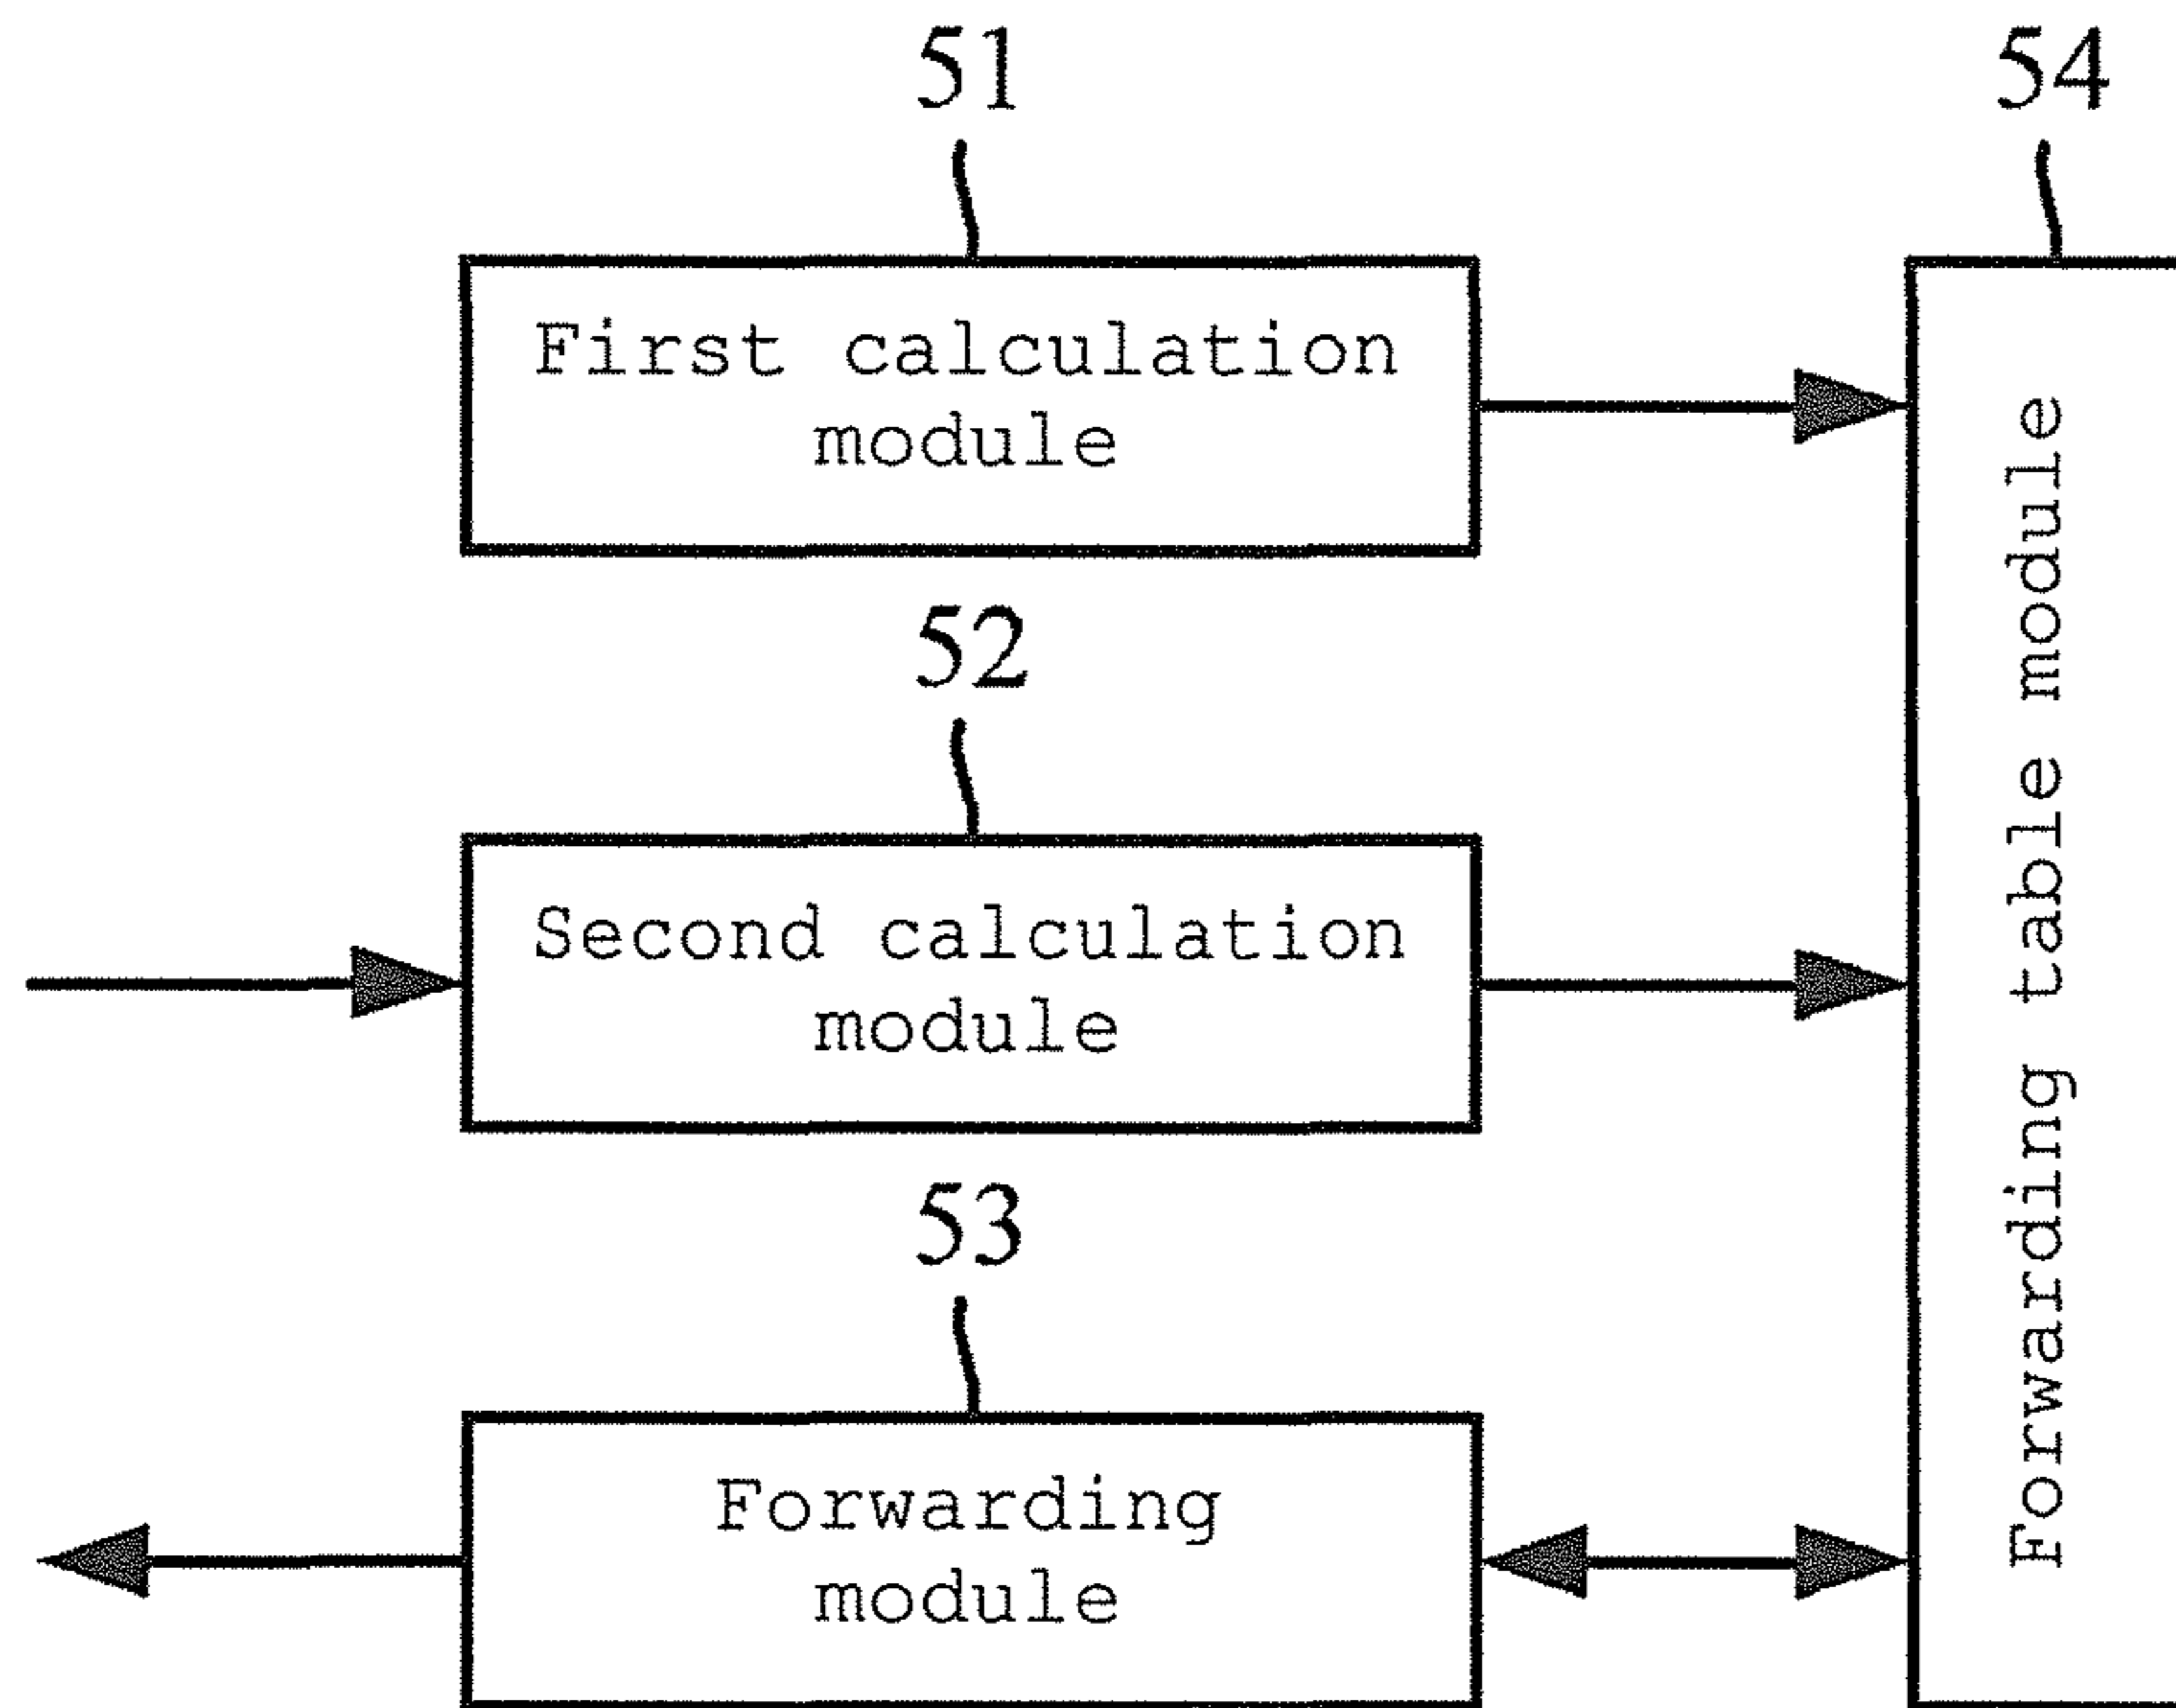 51
54
First calculation
module
52
Second calculation
module
53
Forwarding
module
Forwarding table module